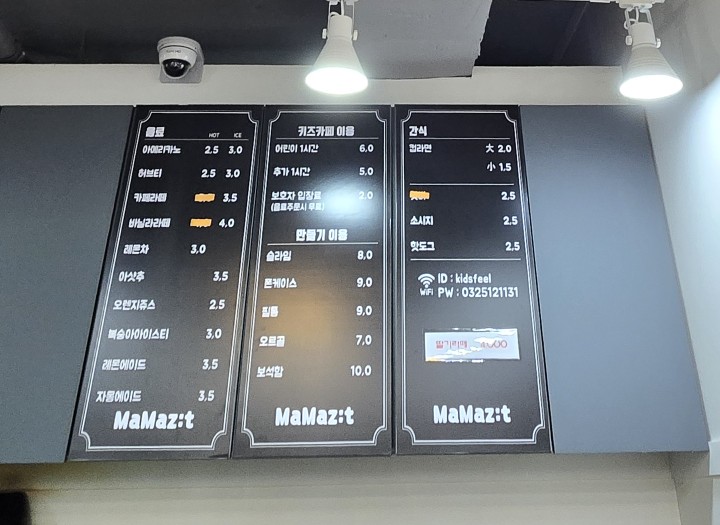 음료 HOT ICE
아메리카노 2.5 3.0
허브티 2.5 3.0
카페라떼 3.5
바닐라라떼 4.0
레몬차 3.0
아샷추 3.5
오렌지쥬스 2.5
복숭아아이스티 3.0
레몬에이드 3.5
자몽에이드 3.5
MaMaz:t
키즈카페 이용
어린이 1시간 6.0
추가 1시간 5.0
보호자 입장료 2.0
(음료주문시 무료)
만들기 이용
슬라임 8.0
폰케이스 9.0
필통 9.0
오르골 7.0
보석함 10.0
MaMaz:t
간식
컵라면 大 2.0
小 1.5
2.5
소시지 2.5
핫도그 2.5
WiFi ID : kidsfeel
PW : 0325121131
딸기라떼
MaMaz:t